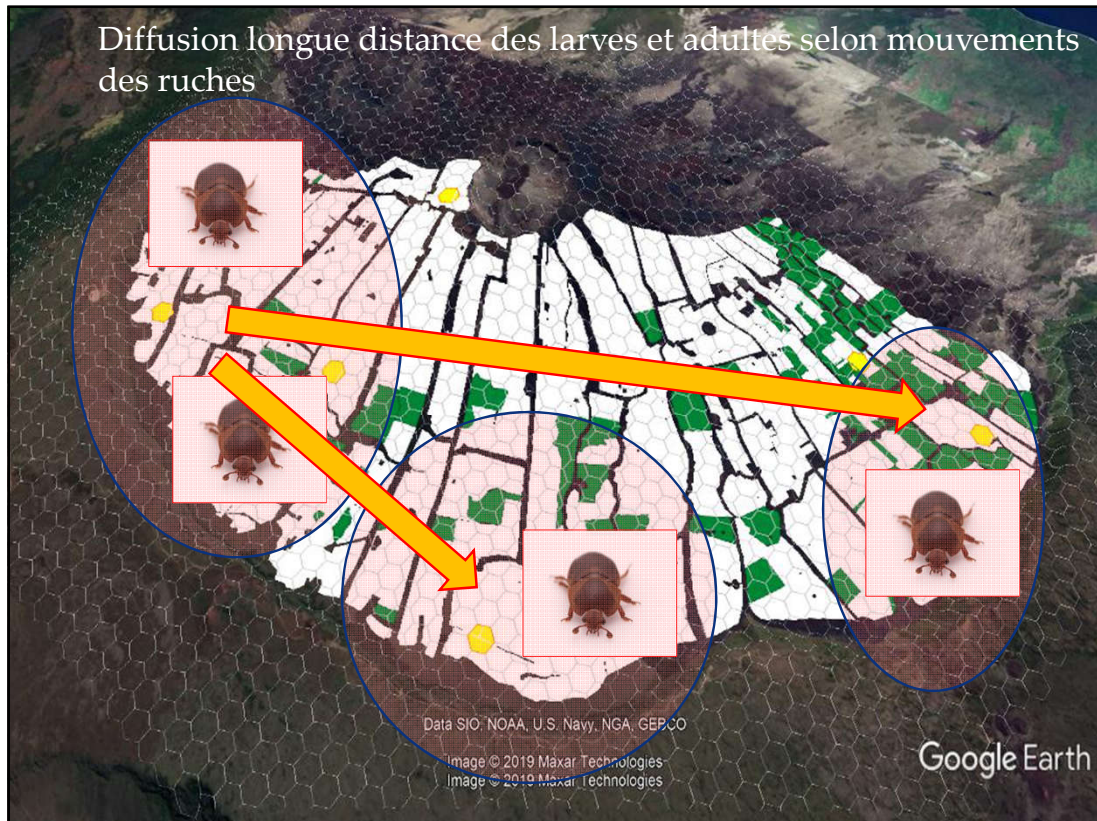 Diffusion longue distance des larves et adultes selon mouvements
des ruches
Data SIO, NOAA, U.S. Navy, NGA, GEBCO
Image © 2019 Maxar Technologies
Image © 2019 Maxar Technologies
Google Earth